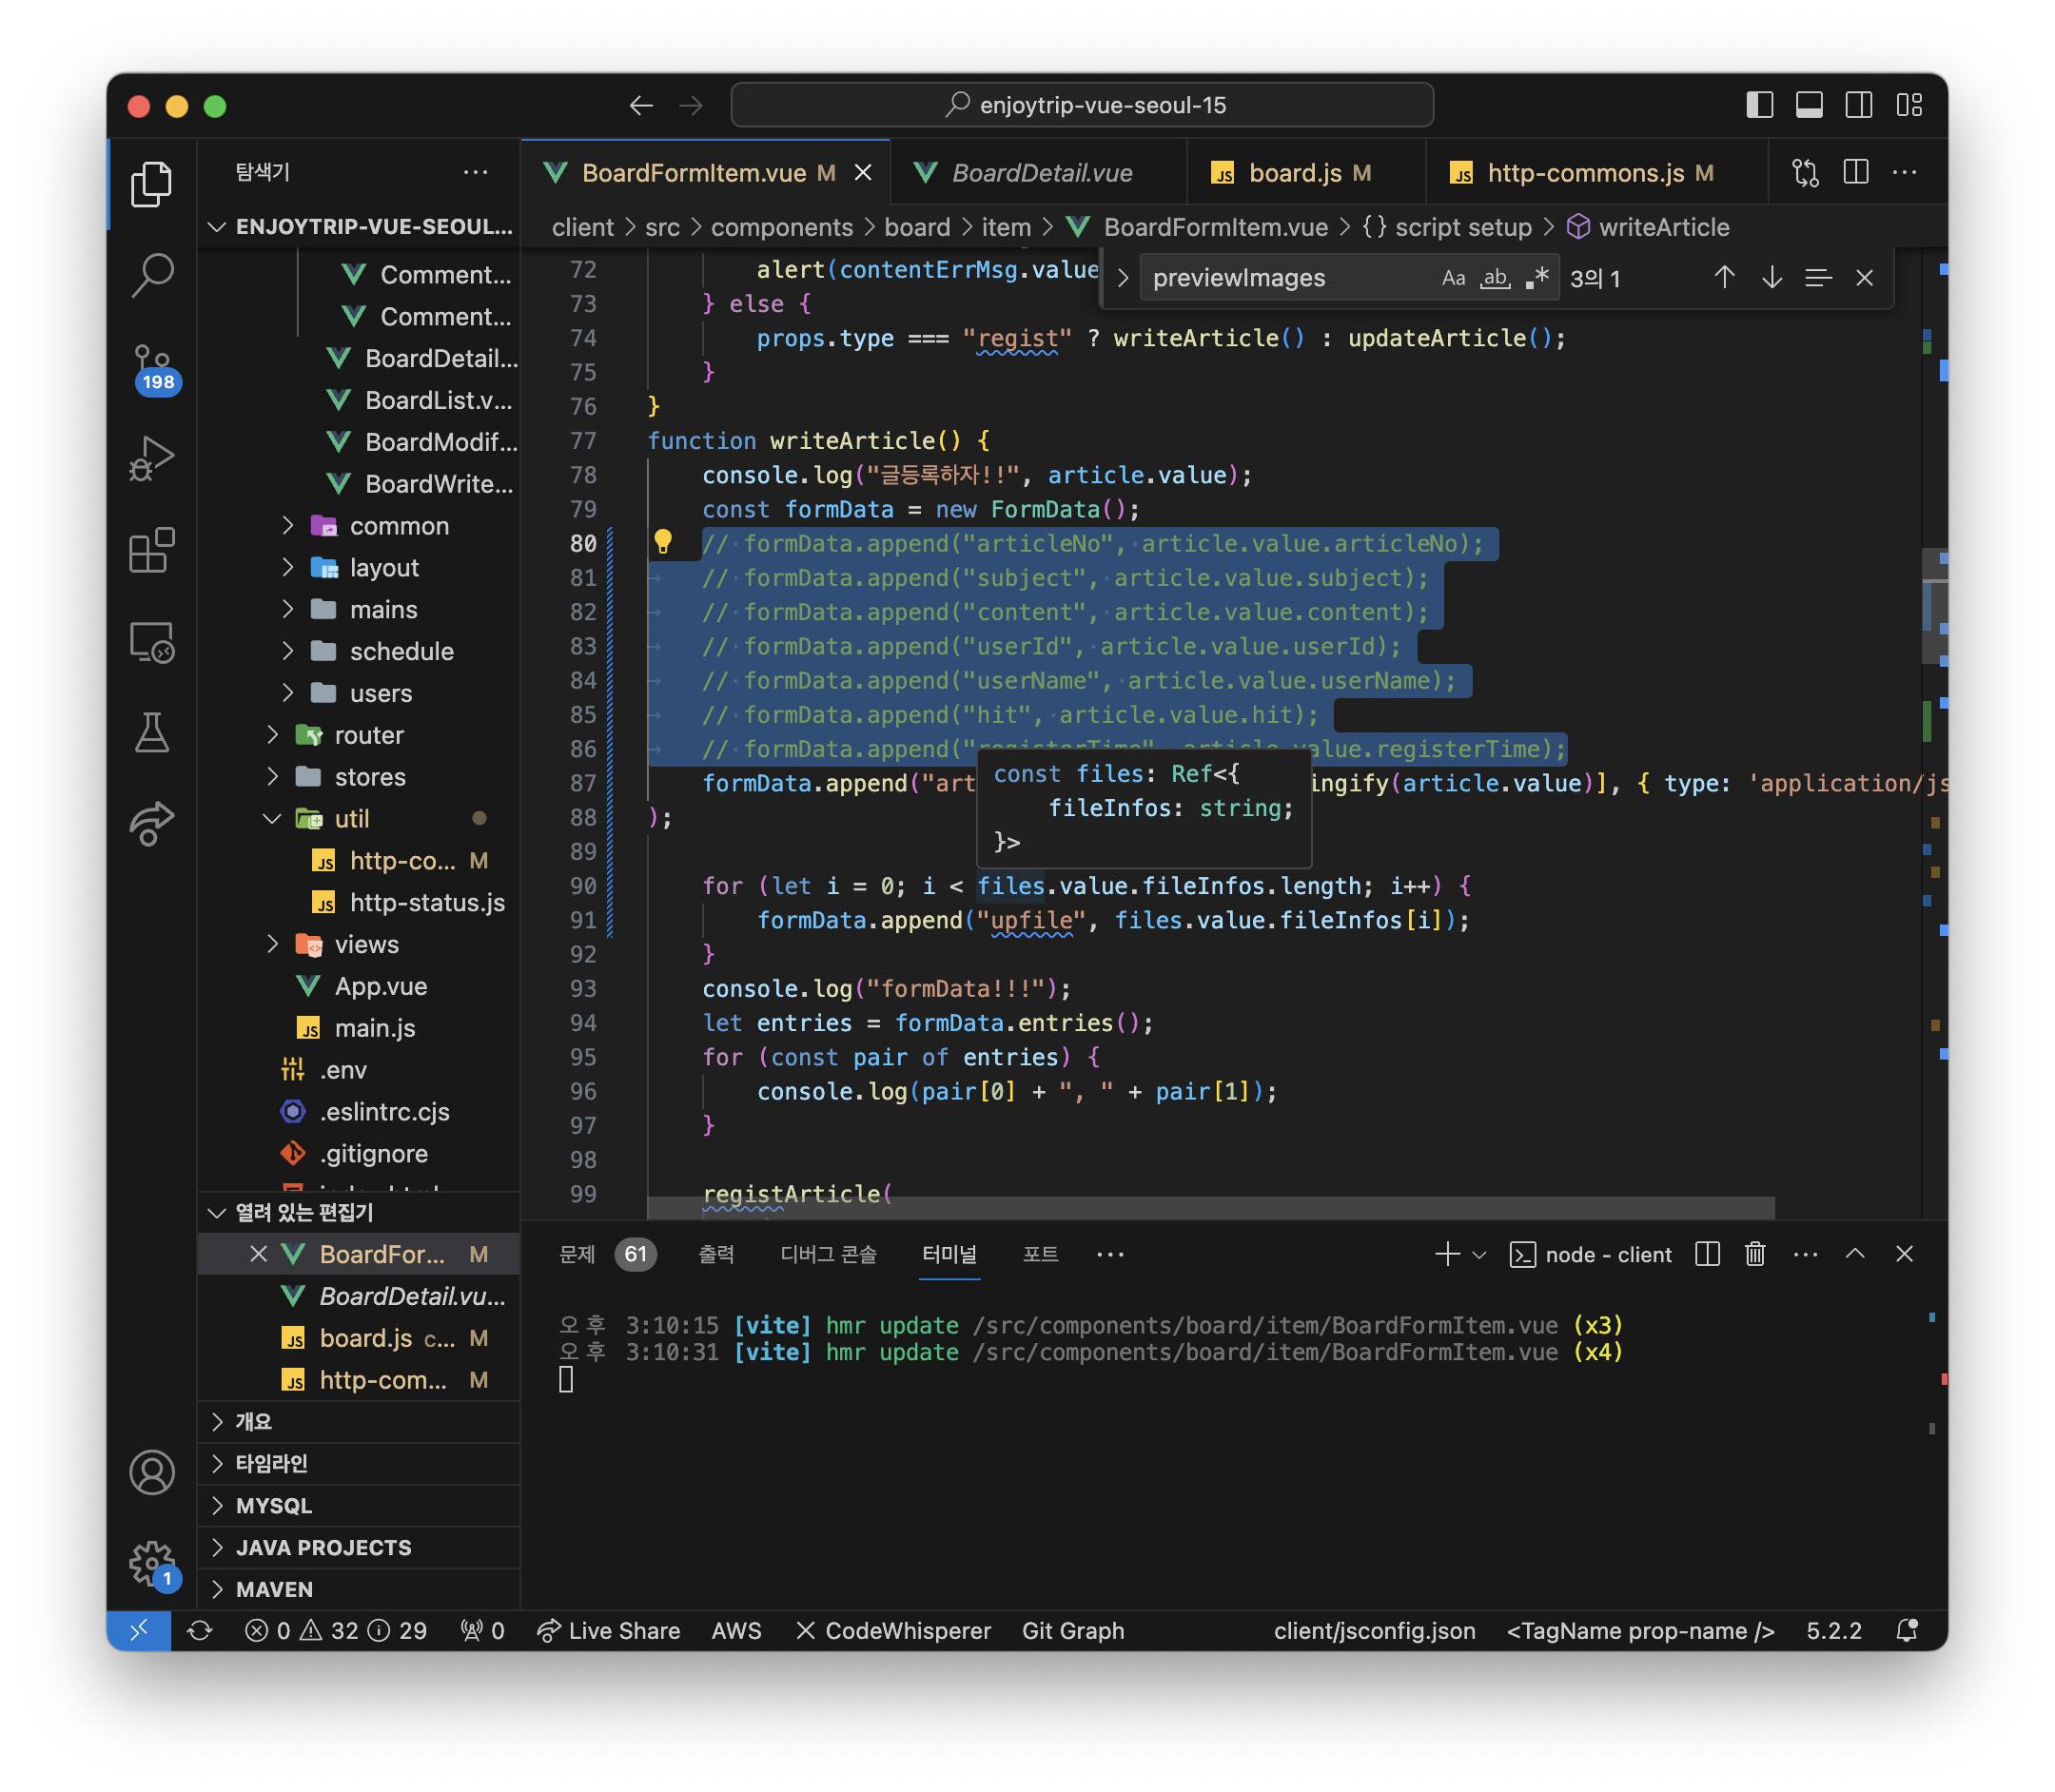 enjoytrip-vue-seoul-15
탐색기
BoardFormItem.vue M
BoardDetail.vue
board.js M
http-commons.js M
ENJOYTRIP-VUE-SEOUL...
client > src > components > board > item > BoardFormItem.vue > {} script setup > writeArticle
previewImages
Aa ab .* 3의 1
Comment...
Comment...
BoardDetail...
BoardList.v...
BoardModif...
BoardWrite...
common
layout
mains
schedule
users
router
stores
util
http-co... M
http-status.js
views
App.vue
main.js
.env
.eslintrc.cjs
.gitignore
index.html
198
72 alert(contentErrMsg.value
73 } else {
74 props.type === "regist" ? writeArticle() : updateArticle();
75 }
76 }
77 function writeArticle() {
78 console.log("글등록하자!!", article.value);
79 const formData = new FormData();
80 // formData.append("articleNo", article.value.articleNo);
81 // formData.append("subject", article.value.subject);
82 // formData.append("content", article.value.content);
83 // formData.append("userId", article.value.userId);
84 // formData.append("userName", article.value.userName);
85 // formData.append("hit", article.value.hit);
86 // formData.append("registerTime", article.value.registerTime);
87 formData.append("art ingify(article.value)], { type: 'application/js
88 );
89
90 for (let i = 0; i < files.value.fileInfos.length; i++) {
91 formData.append("upfile", files.value.fileInfos[i]);
92 }
93 console.log("formData!!!");
94 let entries = formData.entries();
95 for (const pair of entries) {
96 console.log(pair[0] + ", " + pair[1]);
97 }
98
99 registArticle(
const files: Ref<{
fileInfos: string;
}>
열려 있는 편집기
BoardFor... M
BoardDetail.vu...
board.js c... M
http-com... M
개요
타임라인
MYSQL
JAVA PROJECTS
MAVEN
1
문제 61 출력 디버그 콘솔 터미널 포트
node - client
오후 3:10:15 [vite] hmr update /src/components/board/item/BoardFormItem.vue (x3)
오후 3:10:31 [vite] hmr update /src/components/board/item/BoardFormItem.vue (x4)
0 32 29 0 Live Share AWS CodeWhisperer Git Graph client/jsconfig.json <TagName prop-name /> 5.2.2